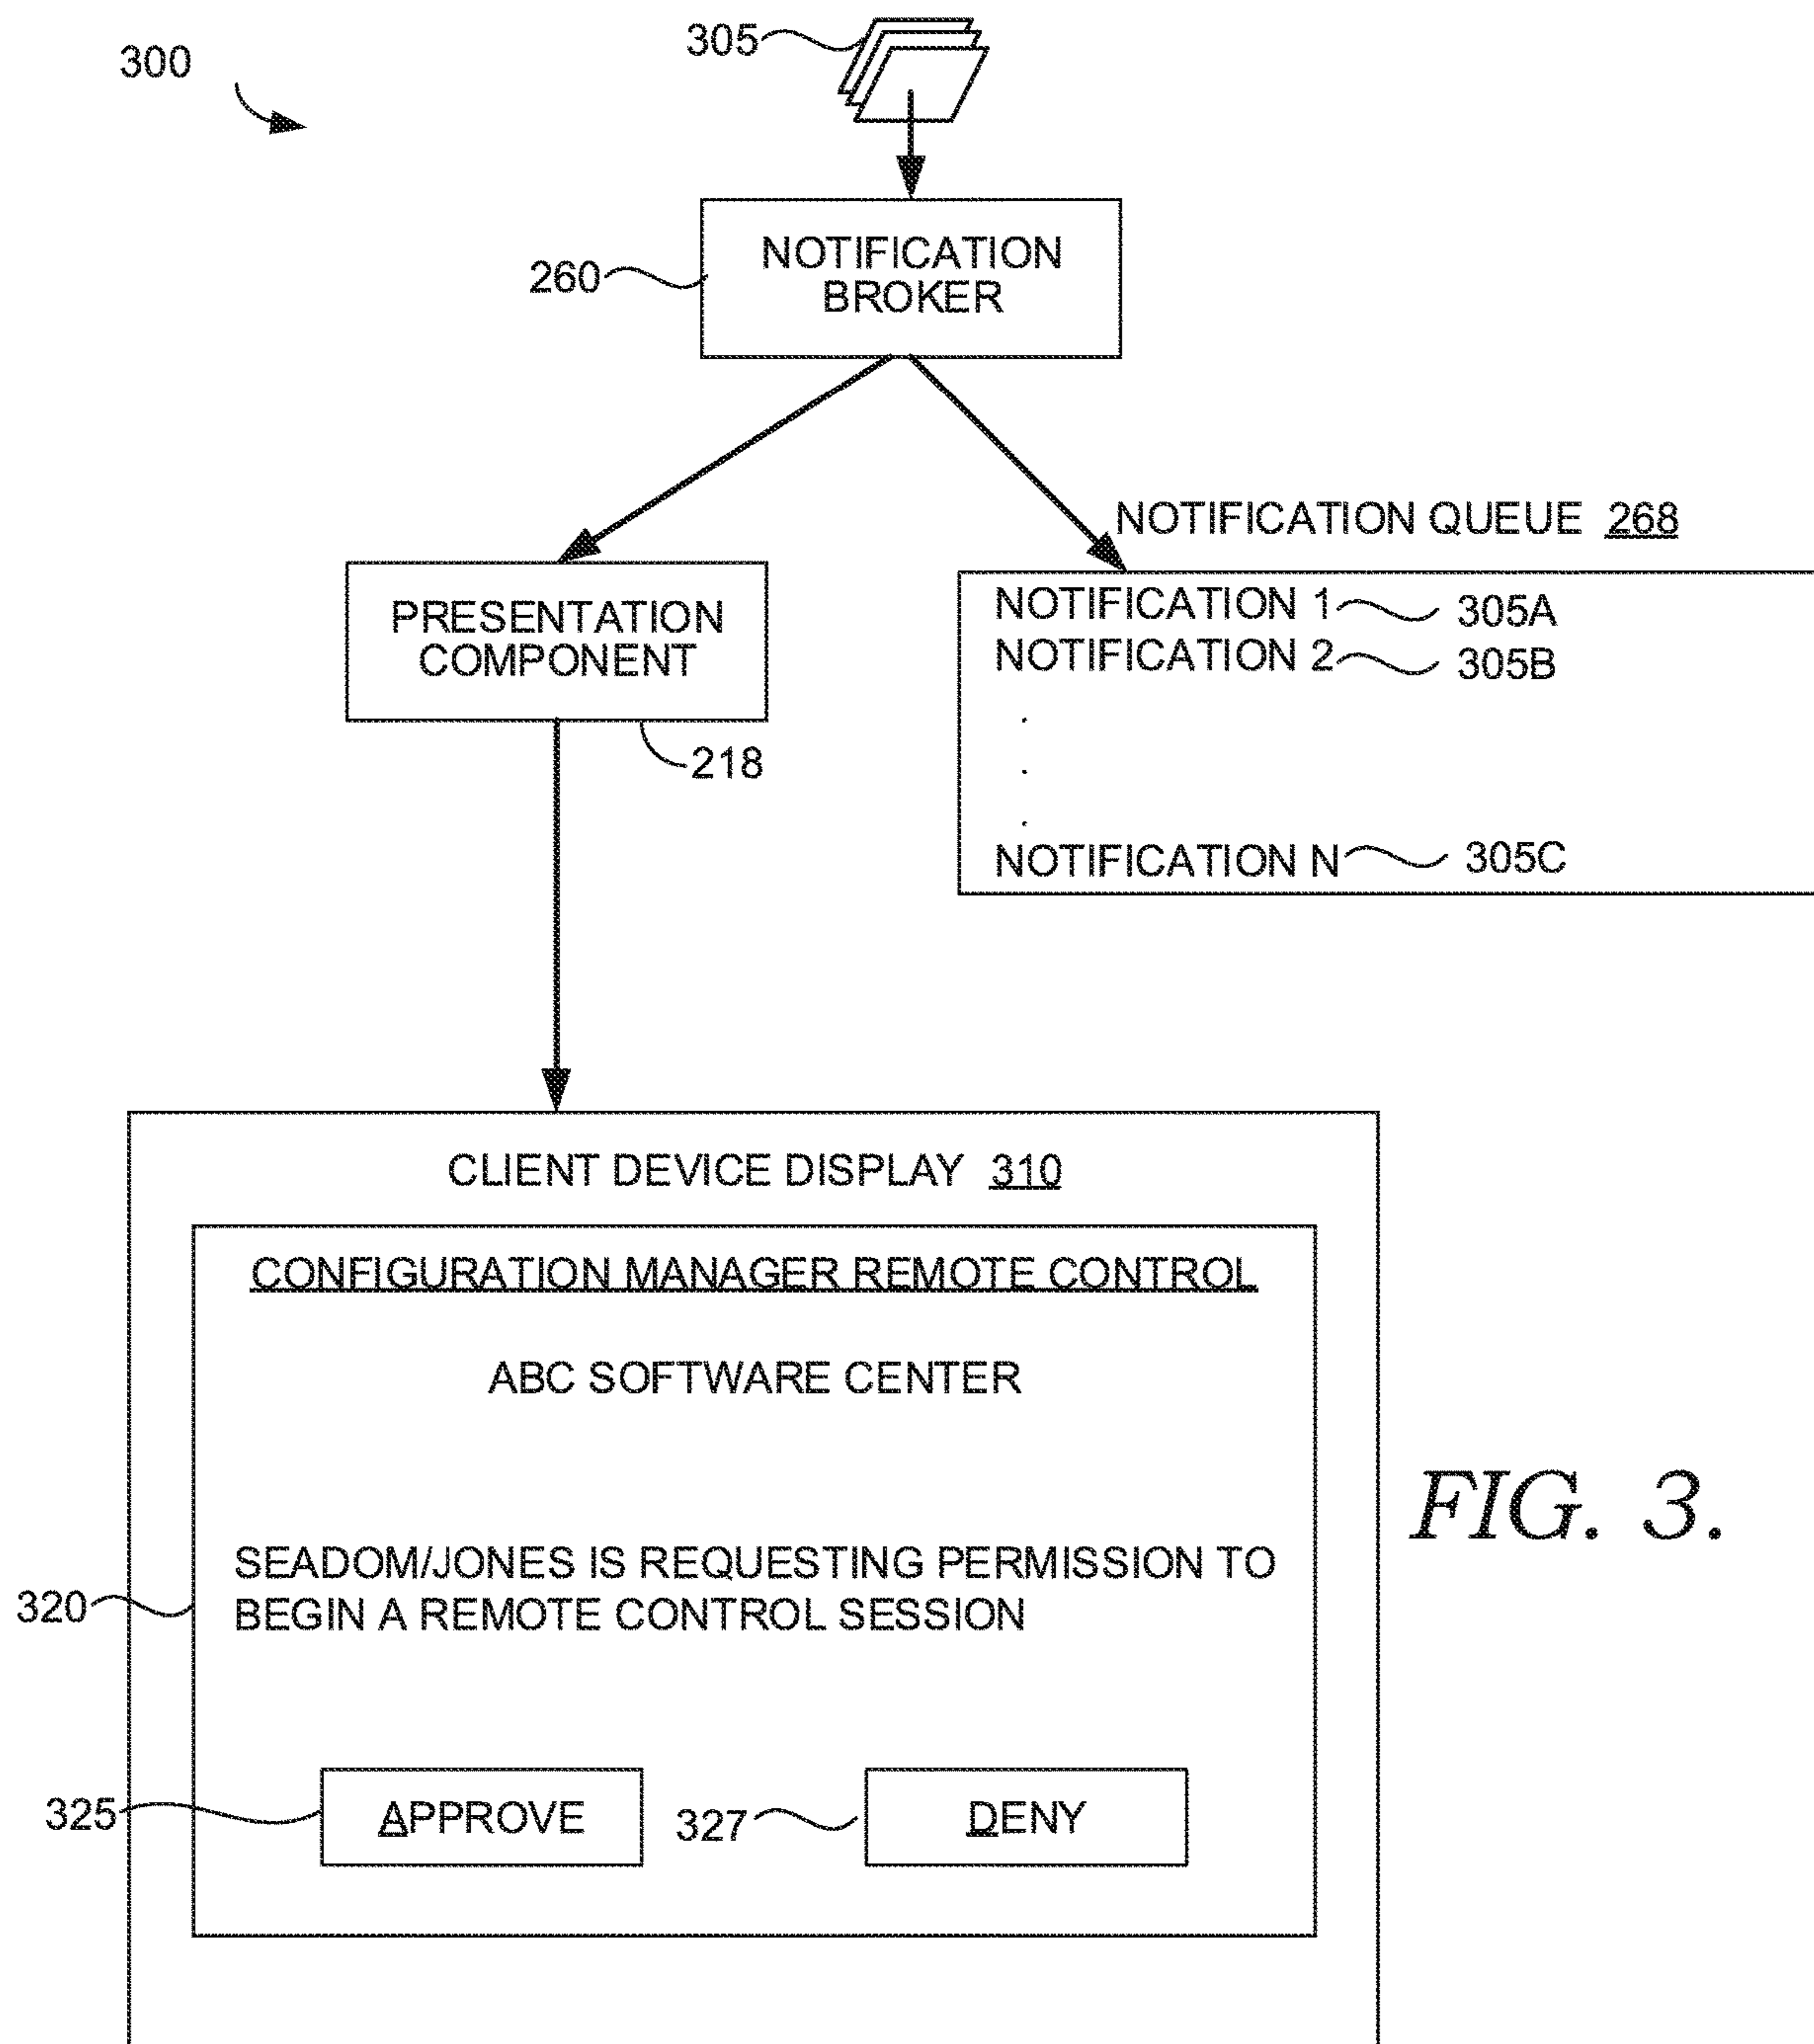 300
305
NOTIFICATION
BROKER
260
NOTIFICATION QUEUE 268
PRESENTATION
COMPONENT
218
NOTIFICATION 1 305A
NOTIFICATION 2 305B
.
.
.
NOTIFICATION N 305C
CLIENT DEVICE DISPLAY 310
CONFIGURATION MANAGER REMOTE CONTROL
ABC SOFTWARE CENTER
SEADOM/JONES IS REQUESTING PERMISSION TO
BEGIN A REMOTE CONTROL SESSION
320
325
APPROVE
327
DENY
FIG. 3.